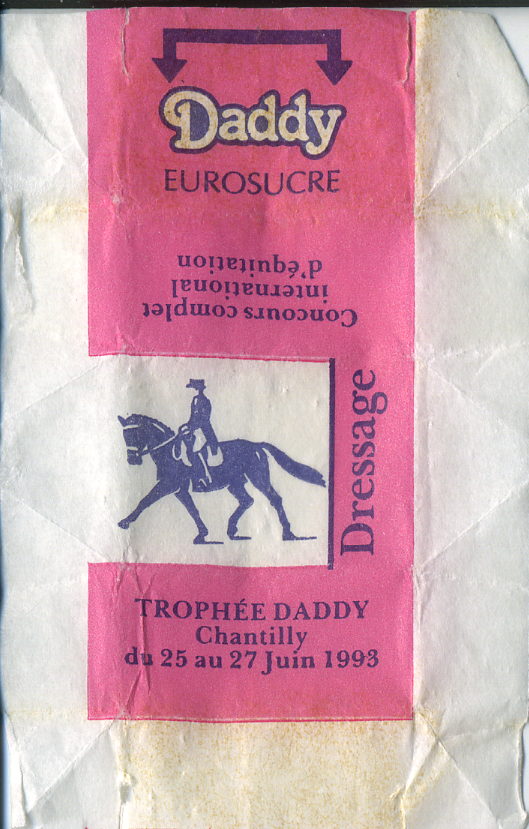 Daddy
EUROSUCRE
Concours complet
international
d'équitation
Dressage
TROPHÉE DADDY
Chantilly
du 25 au 27 Juin 1993